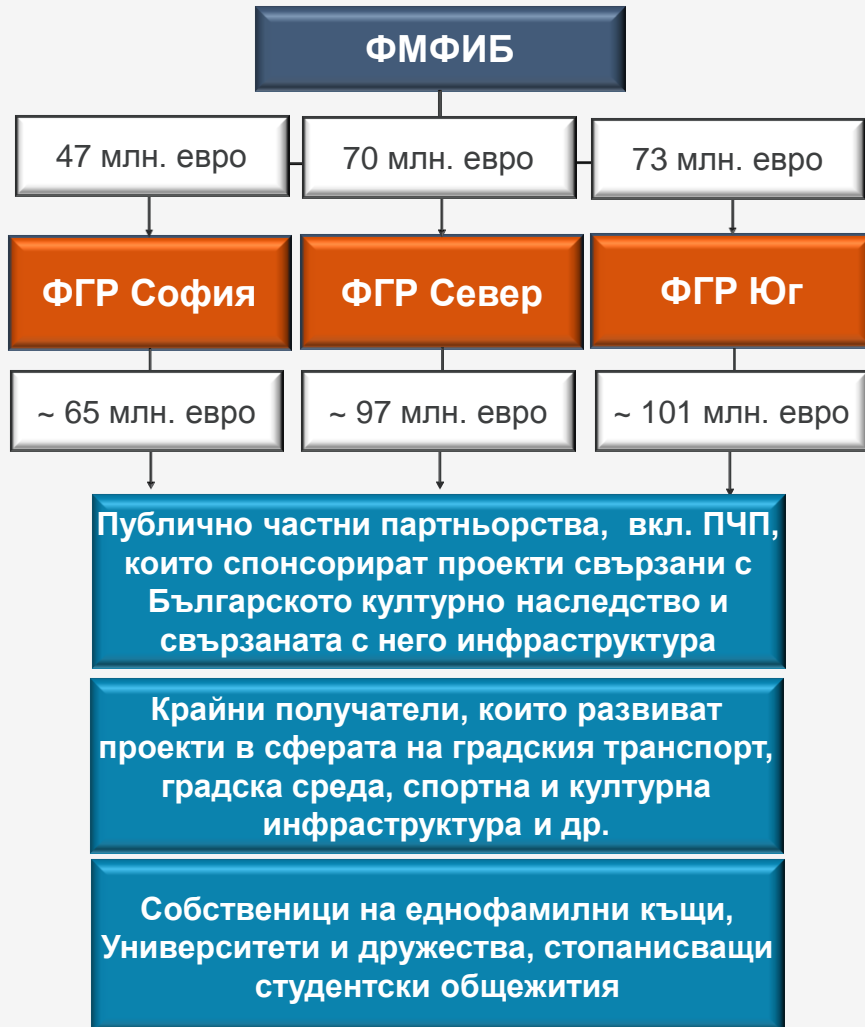 ФМФИБ
47 млн. евро
70 млн. евро
73 млн. евро
ФГР София
ФГР Север
ФГР Юг
~ 65 млн. евро
~ 97 млн. евро
~ 101 млн. евро
Публично частни партньорства, вкл. ПЧП,
които спонсорират проекти свързани с
Българското културно наследство и
свързаната с него инфраструктура
Крайни получатели, които развиват
проекти в сферата на градския транспорт,
градска среда, спортна и културна
инфраструктура и др.
Собственици на еднофамилни къщи,
Университети и дружества, стопанисващи
студентски общежития